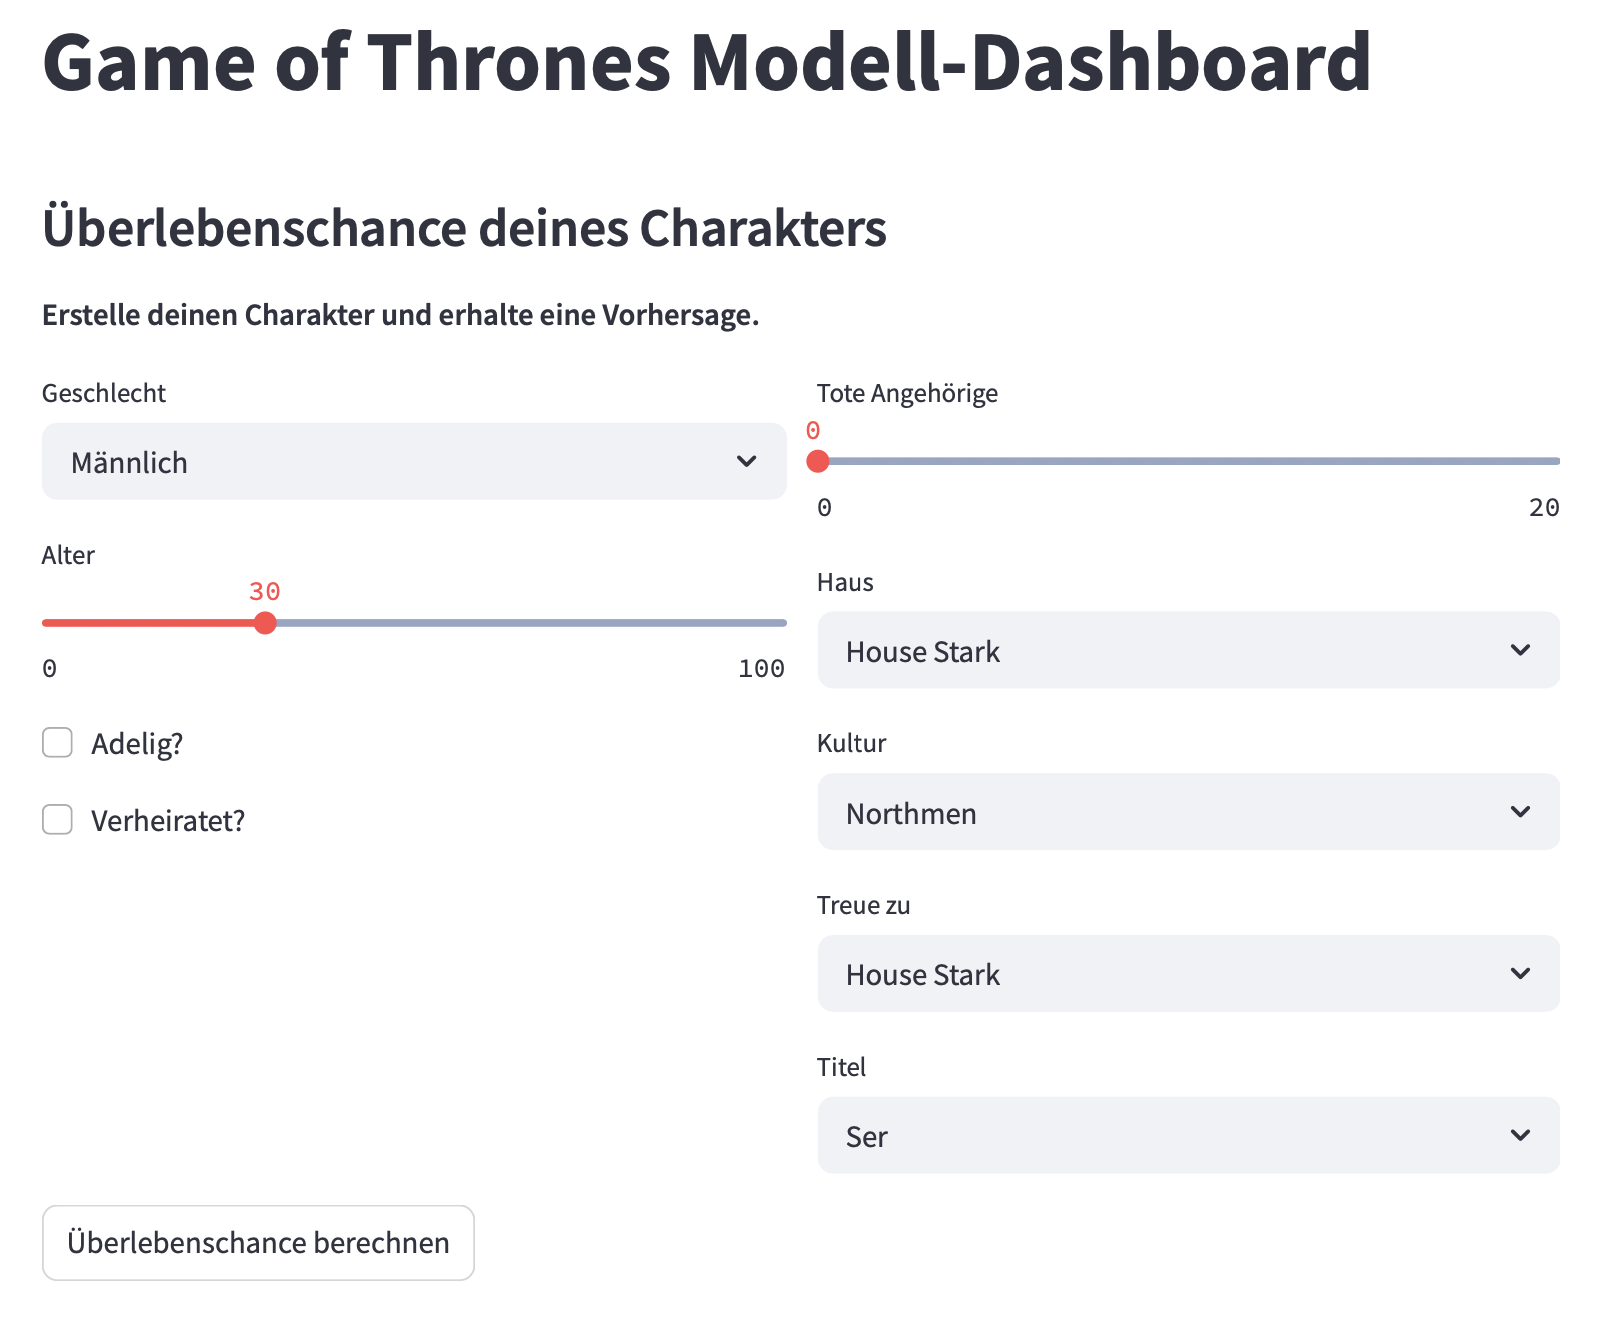 Game of Thrones Modell-Dashboard
Überlebenschance deines Charakters
Erstelle deinen Charakter und erhalte eine Vorhersage.
Geschlecht
Männlich
Alter
30
0
100
Adelig?
Verheiratet?
Tote Angehörige
0
0
20
Haus
House Stark
Kultur
Northmen
Treue zu
House Stark
Titel
Ser
Überlebenschance berechnen